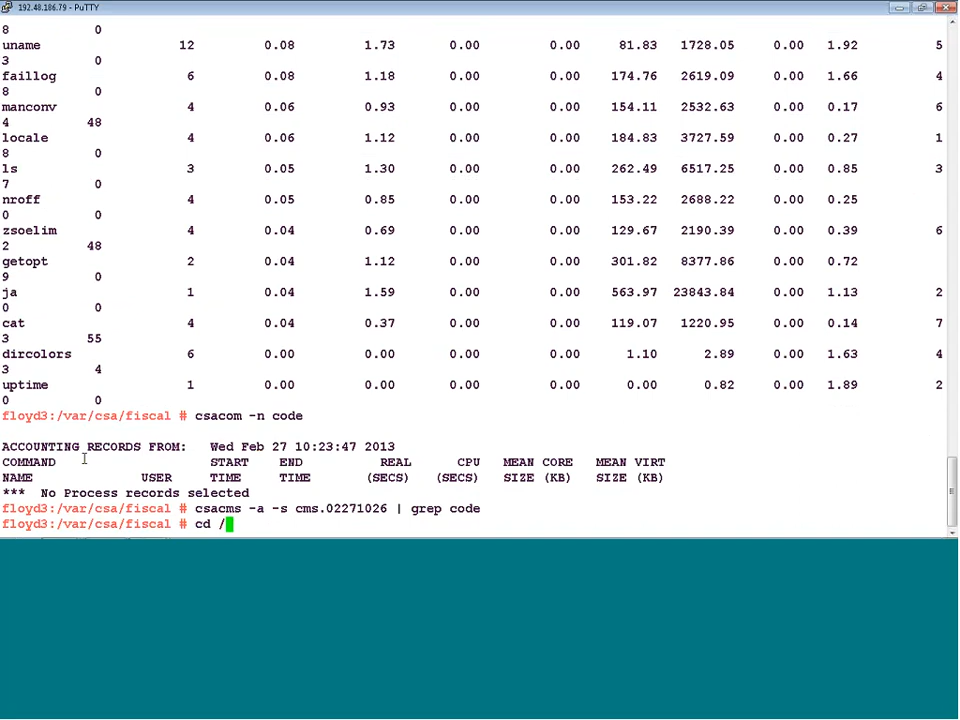 192.48.186.79 - PuTTY
8 0
uname 12 0.08 1.73 0.00 0.00 81.83 1728.05 0.00 1.92 5
3 0
faillog 6 0.08 1.18 0.00 0.00 174.76 2619.09 0.00 1.66 4
8 0
manconv 4 0.06 0.93 0.00 0.00 154.11 2532.63 0.00 0.17 6
4 48
locale 4 0.06 1.12 0.00 0.00 184.83 3727.59 0.00 0.27 1
8 0
ls 3 0.05 1.30 0.00 0.00 262.49 6517.25 0.00 0.85 3
7 0
nroff 4 0.05 0.85 0.00 0.00 153.22 2688.22 0.00 0.25
0 0
zsoelim 4 0.04 0.69 0.00 0.00 129.67 2190.39 0.00 0.39 6
2 48
getopt 2 0.04 1.12 0.00 0.00 301.82 8377.86 0.00 0.72
9 0
ja 1 0.04 1.59 0.00 0.00 563.97 23843.84 0.00 1.13 2
0 0
cat 4 0.04 0.37 0.00 0.00 119.07 1220.95 0.00 0.14 7
3 55
dircolors 6 0.00 0.00 0.00 0.00 1.10 2.89 0.00 1.63 4
3 4
uptime 1 0.00 0.00 0.00 0.00 0.00 0.82 0.00 1.89 2
0 0
floyd3:/var/csa/fiscal # csacom -n code
ACCOUNTING RECORDS FROM: Wed Feb 27 10:23:47 2013
COMMAND START END REAL CPU MEAN CORE MEAN VIRT
NAME USER TIME TIME (SECS) (SECS) SIZE (KB) SIZE (KB)
*** No Process records selected
floyd3:/var/csa/fiscal # csacms -a -s cms.02271026 | grep code
floyd3:/var/csa/fiscal # cd /